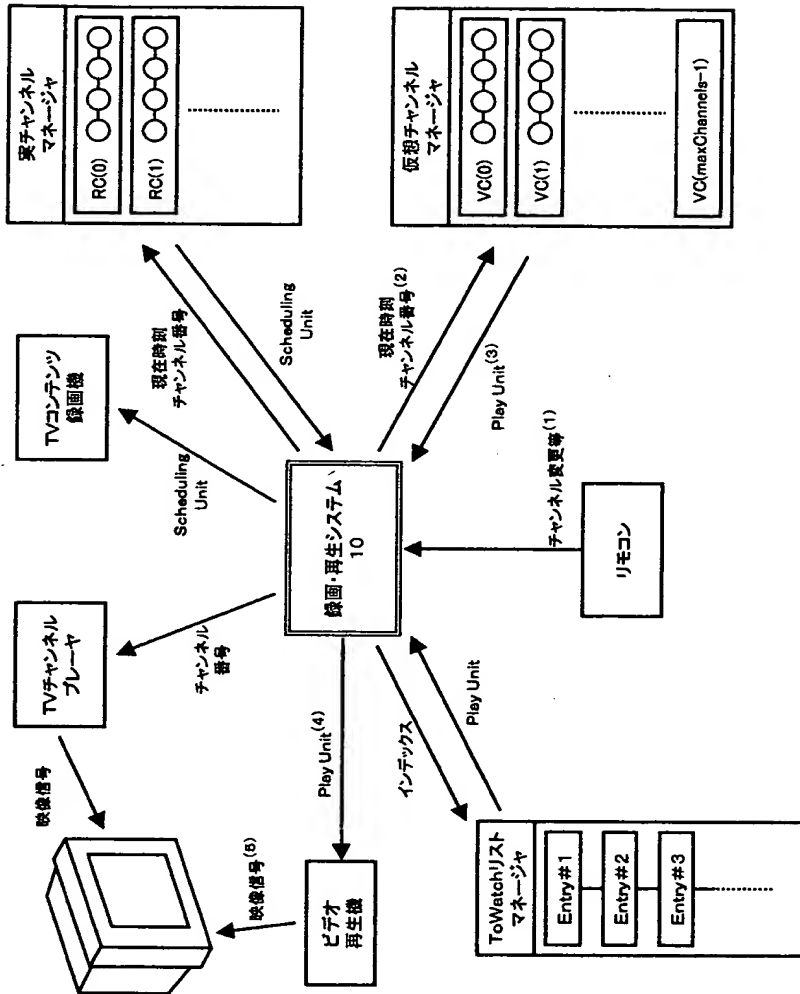 実チャンネル
マネージャ
RC(0)
RC(1)
仮想チャンネル
マネージャ
VC(0)
VC(1)
VC(maxChannels-1)
TVコンテンツ
録画機
現在時刻
チャンネル番号
Scheduling
Unit
Scheduling
Unit
現在時刻
チャンネル番号(2)
Play Unit(3)
録画・再生システム、
10
チャンネル変更等(1)
リモコン
TVチャンネル
プレーヤ
チャンネル
番号
映像信号
Play Unit(4)
インデックス
Play Unit
映像信号(5)
ビデオ
再生機
ToWatchリスト
マネージャ
Entry#1
Entry#2
Entry#3